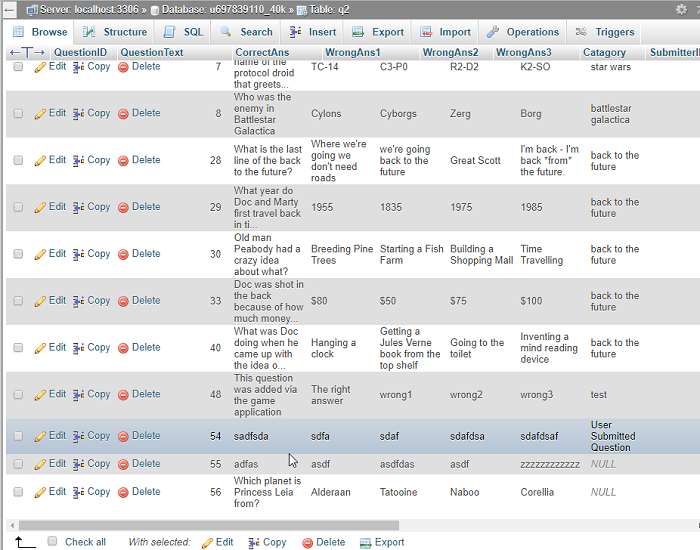 Server: localhost:3306 » Database: u697839110_40k » Table: q2
Browse Structure SQL Search Insert Export Import Operations Triggers
QuestionID QuestionText CorrectAns WrongAns1 WrongAns2 WrongAns3 Catagory
name of the
protocol droid
that greets...
Edit Copy Delete 7 TC-14 C3-P0 R2-D2 K2-SO star wars
Who was the
enemy in
Battlestar
Galactica
Edit Copy Delete 8 Cylons Cyborgs Zerg Borg battlestar
galactica
What is the last
line of the back
to the future?
Edit Copy Delete 28 Where we're
going we
don't need
roads
we're going
back to the
future
Great Scott
I'm back - I'm
back *from*
the future.
back to the
future
What year do
Doc and Marty
first travel back
in ti...
Edit Copy Delete 29 1955 1835 1975 1985 back to the
future
Old man
Peabody had a
crazy idea
about what?
Edit Copy Delete 30 Breeding Pine
Trees
Starting a Fish
Farm
Building a
Shopping Mall
Time
Travelling
back to the
future
Doc was shot in
the back
because of how
much money...
Edit Copy Delete 33 $80 $50 $75 $100 back to the
future
What was Doc
doing when he
came up with
the idea o...
Edit Copy Delete 40 Hanging a
clock
Getting a
Jules Verne
book from the
top shelf
Going to the
toilet
Inventing a
mind reading
device
back to the
future
This question
was added via
the game
application
Edit Copy Delete 48 The right
answer
wrong1 wrong2 wrong3 test
Edit Copy Delete 54 sadfsda sdfa sdaf sdafdsa sdafdsaf User
Submitted
Question
Edit Copy Delete 55 adfas asdf asdfdas asdf zzzzzzzzzzzz NULL
Which planet is
Princess Leia
from?
Edit Copy Delete 56 Alderaan Tatooine Naboo Corellia NULL
Check all With selected: Edit Copy Delete Export